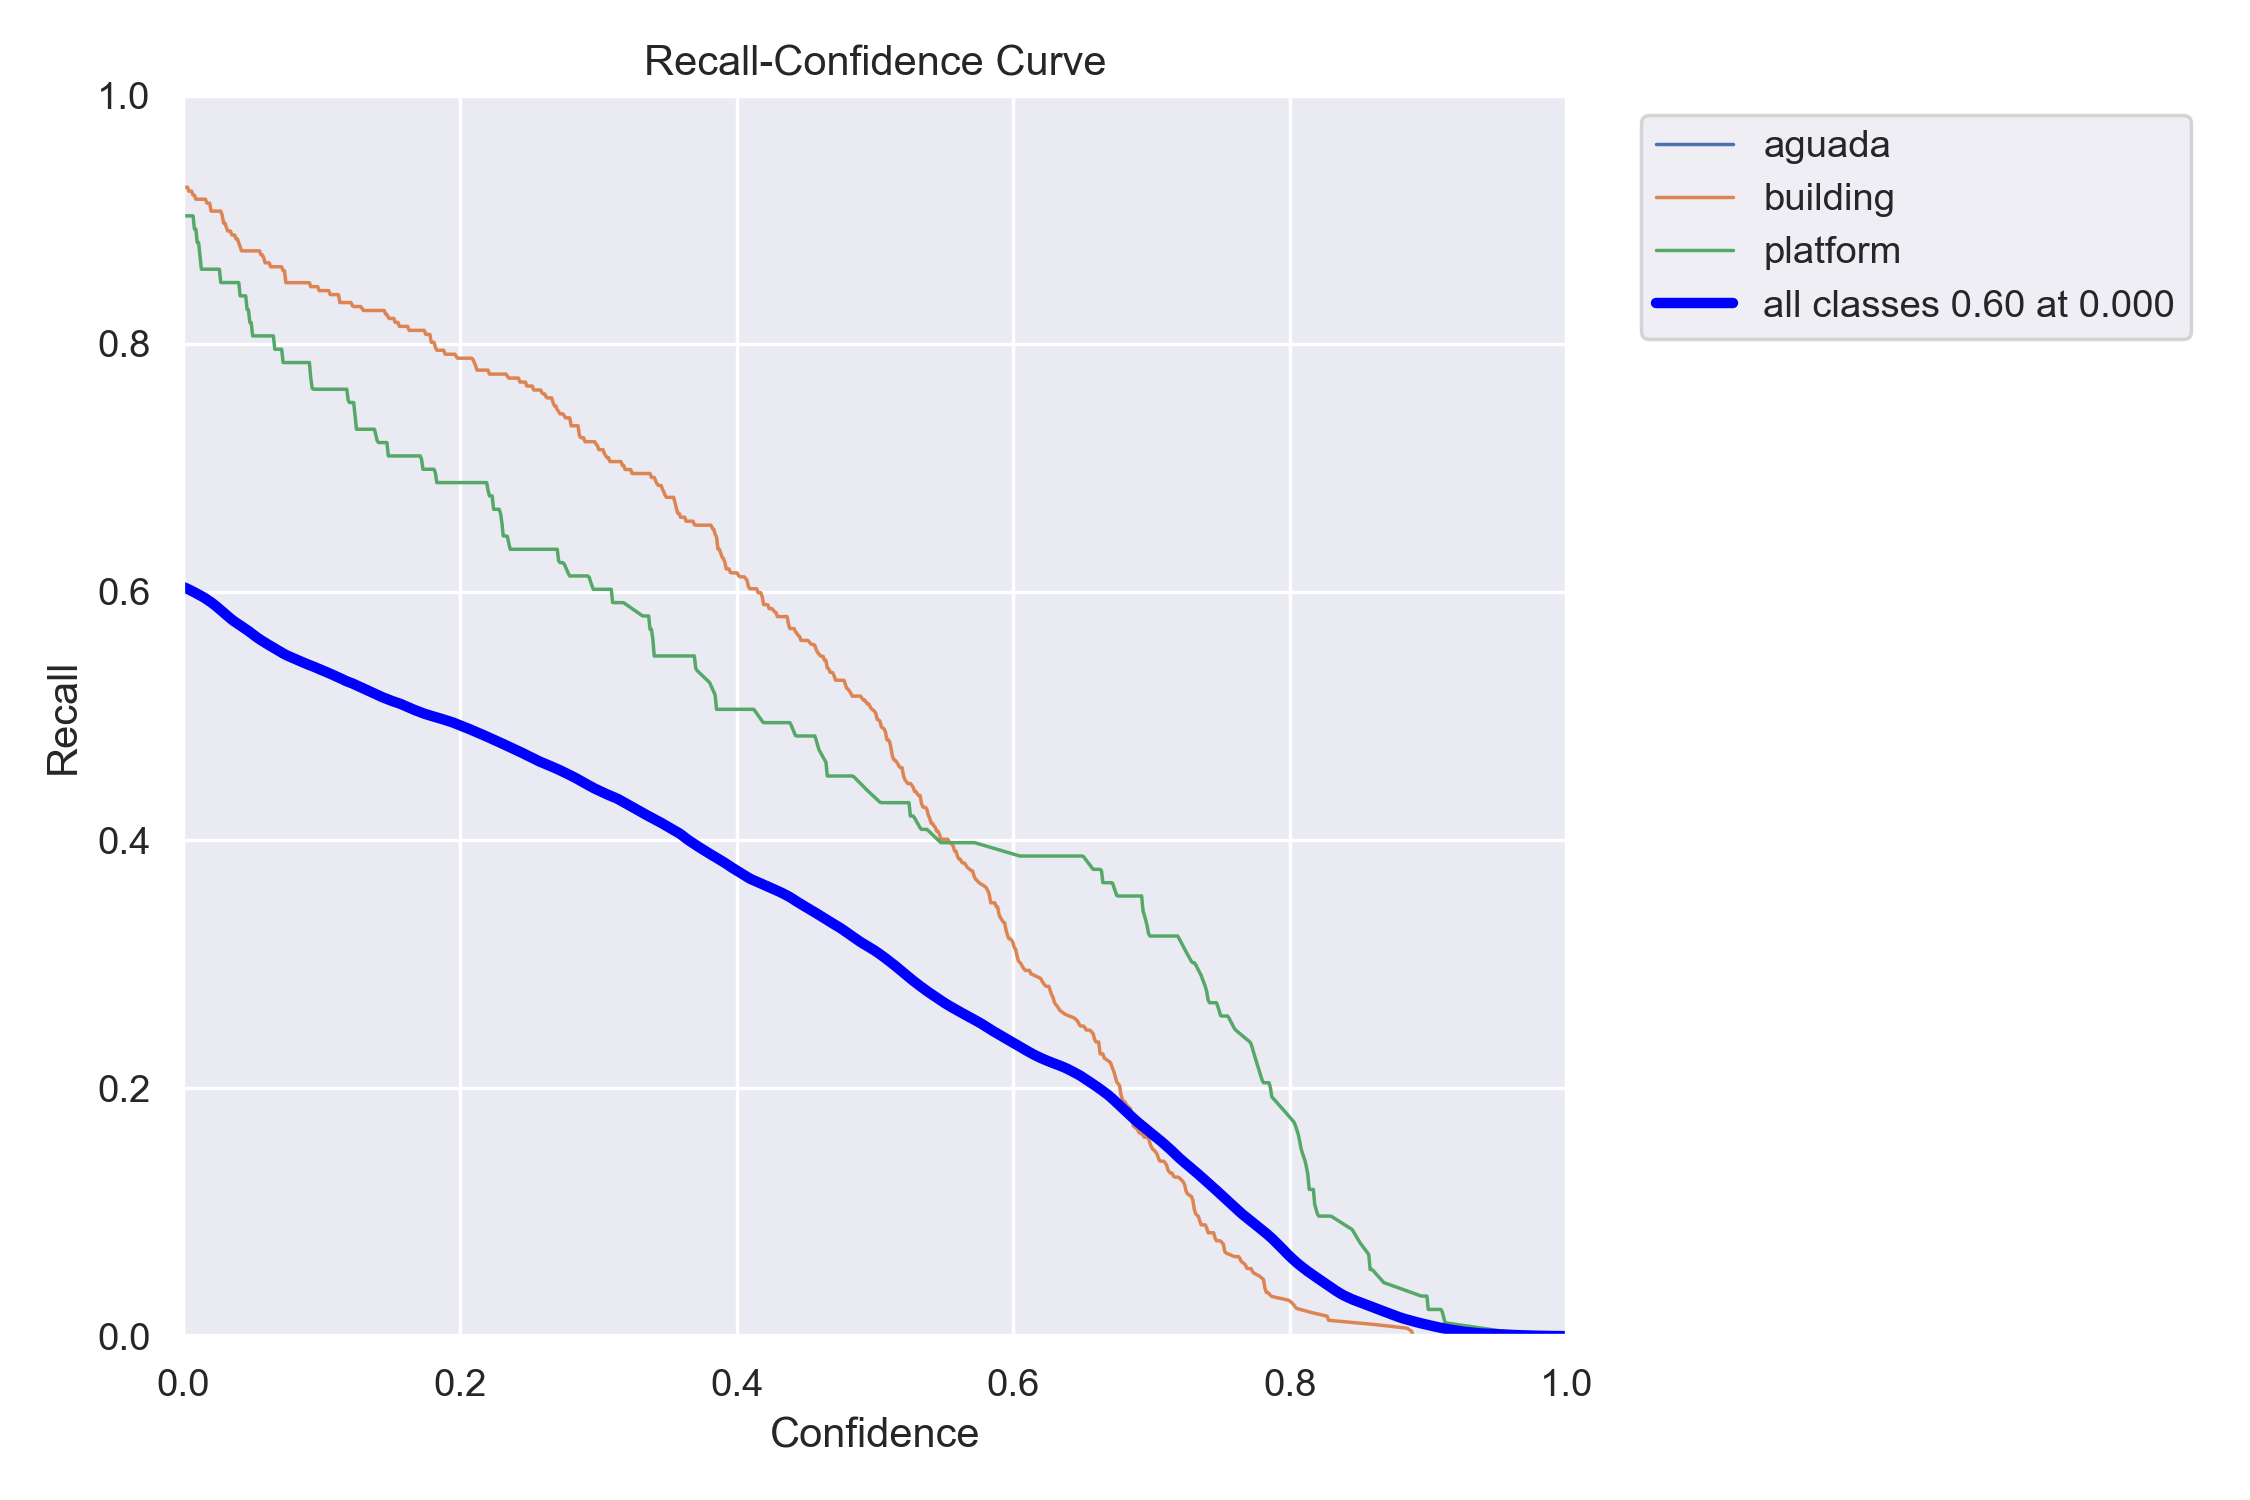 Recall-Confidence Curve
1.0
0.8
0.6
0.4
0.2
0.0
Recall
0.0 0.2 0.4 0.6 0.8 1.0
Confidence
aguada
building
platform
all classes 0.60 at 0.000